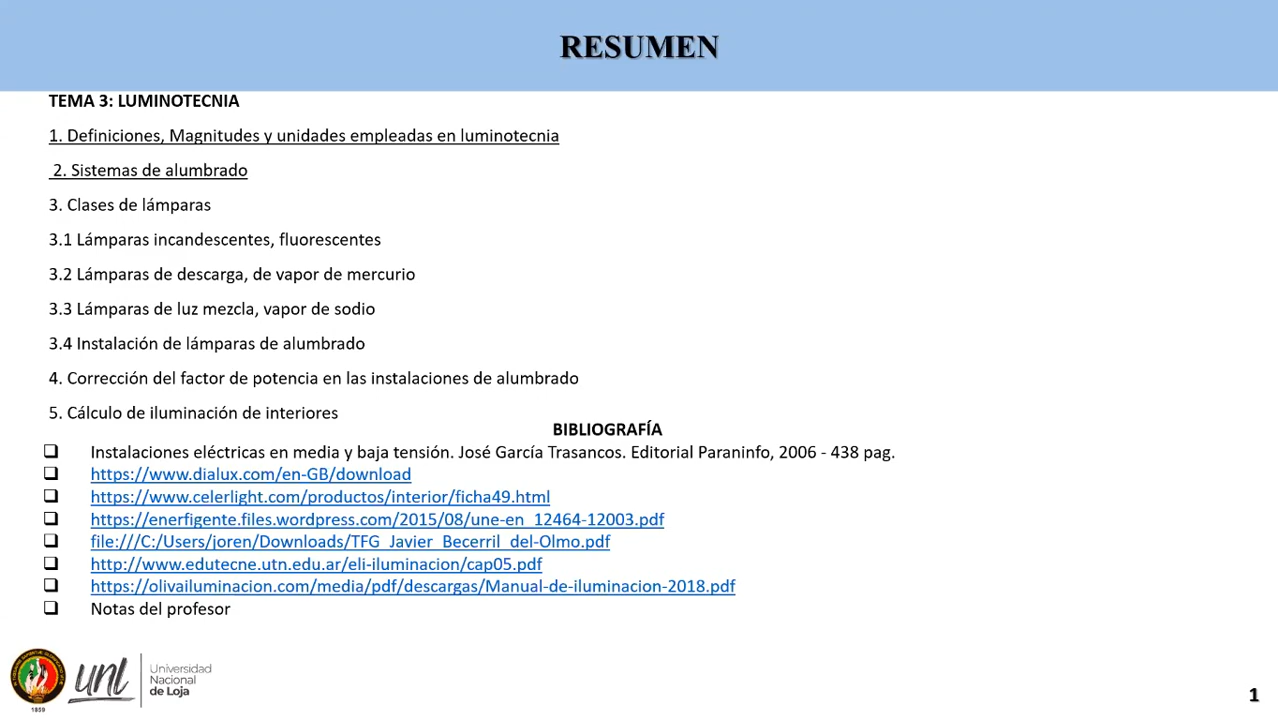 RESUMEN
TEMA 3: LUMINOTECNIA
1. Definiciones, Magnitudes y unidades empleadas en luminotecnia
2. Sistemas de alumbrado
3. Clases de lámparas
3.1 Lámparas incandescentes, fluorescentes
3.2 Lámparas de descarga, de vapor de mercurio
3.3 Lámparas de luz mezcla, vapor de sodio
3.4 Instalación de lámparas de alumbrado
4. Corrección del factor de potencia en las instalaciones de alumbrado
5. Cálculo de iluminación de interiores
BIBLIOGRAFÍA
Instalaciones eléctricas en media y baja tensión. José García Trasancos. Editorial Paraninfo, 2006 - 438 pag.
https://www.dialux.com/en-GB/download
https://www.celerlight.com/productos/interior/ficha49.html
https://enerfigente.files.wordpress.com/2015/08/une-en_12464-12003.pdf
file:///C:/Users/joren/Downloads/TFG_Javier_Becerril_del-Olmo.pdf
http://www.edutecne.utn.edu.ar/eli-iluminacion/cap05.pdf
https://olivailuminacion.com/media/pdf/descargas/Manual-de-iluminacion-2018.pdf
Notas del profesor
unl
Universidad
Nacional
de Loja
1859
1